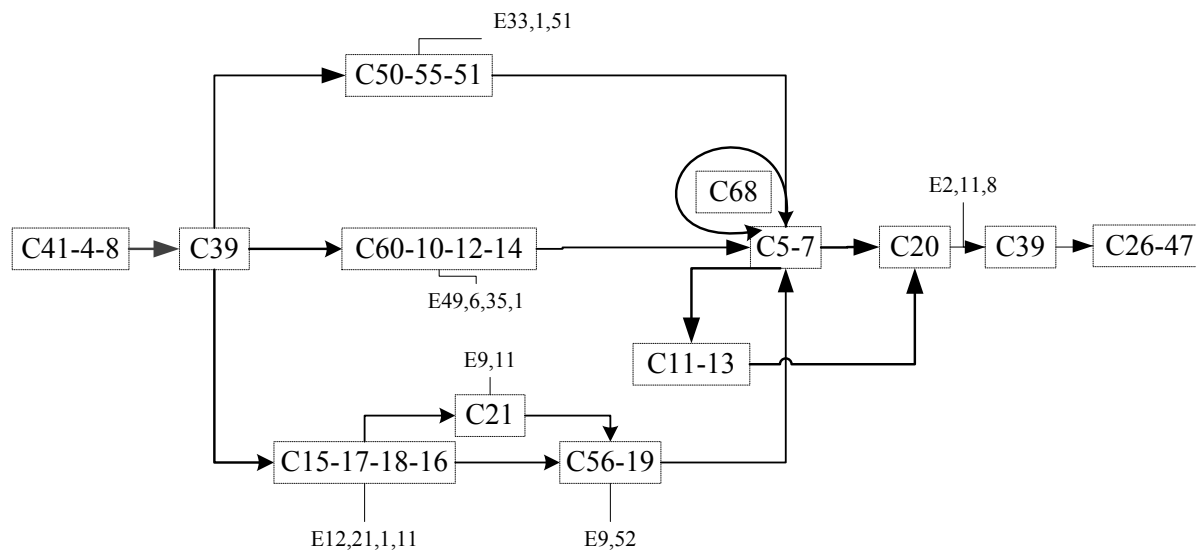 E33,1,51
C50-55-51
C68
E2,11,8
C41-4-8
C39
C60-10-12-14
C5-7
C20
C39
C26-47
E49,6,35,1
C11-13
E9,11
C21
C15-17-18-16
C56-19
E12,21,1,11
E9,52